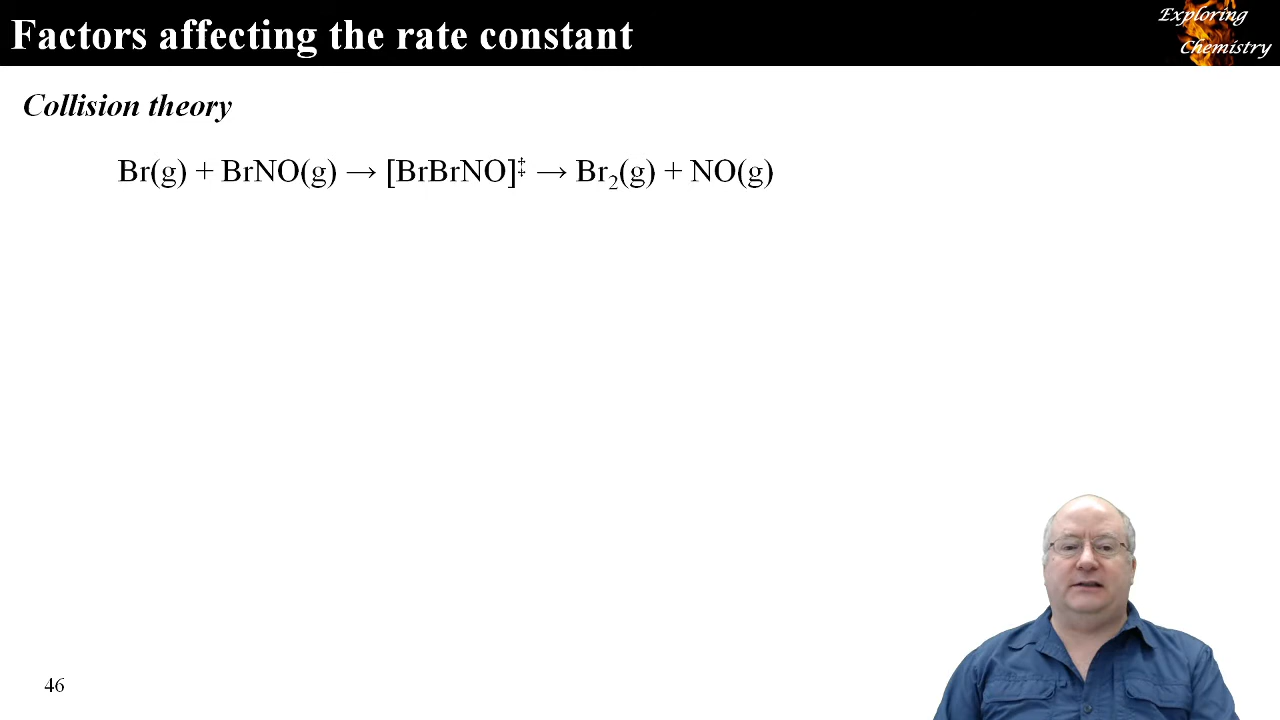 Factors affecting the rate constant
Exploring
Chemistry
Collision theory
Br(g) + BrNO(g) → [BrBrNO]‡ → Br₂(g) + NO(g)
46